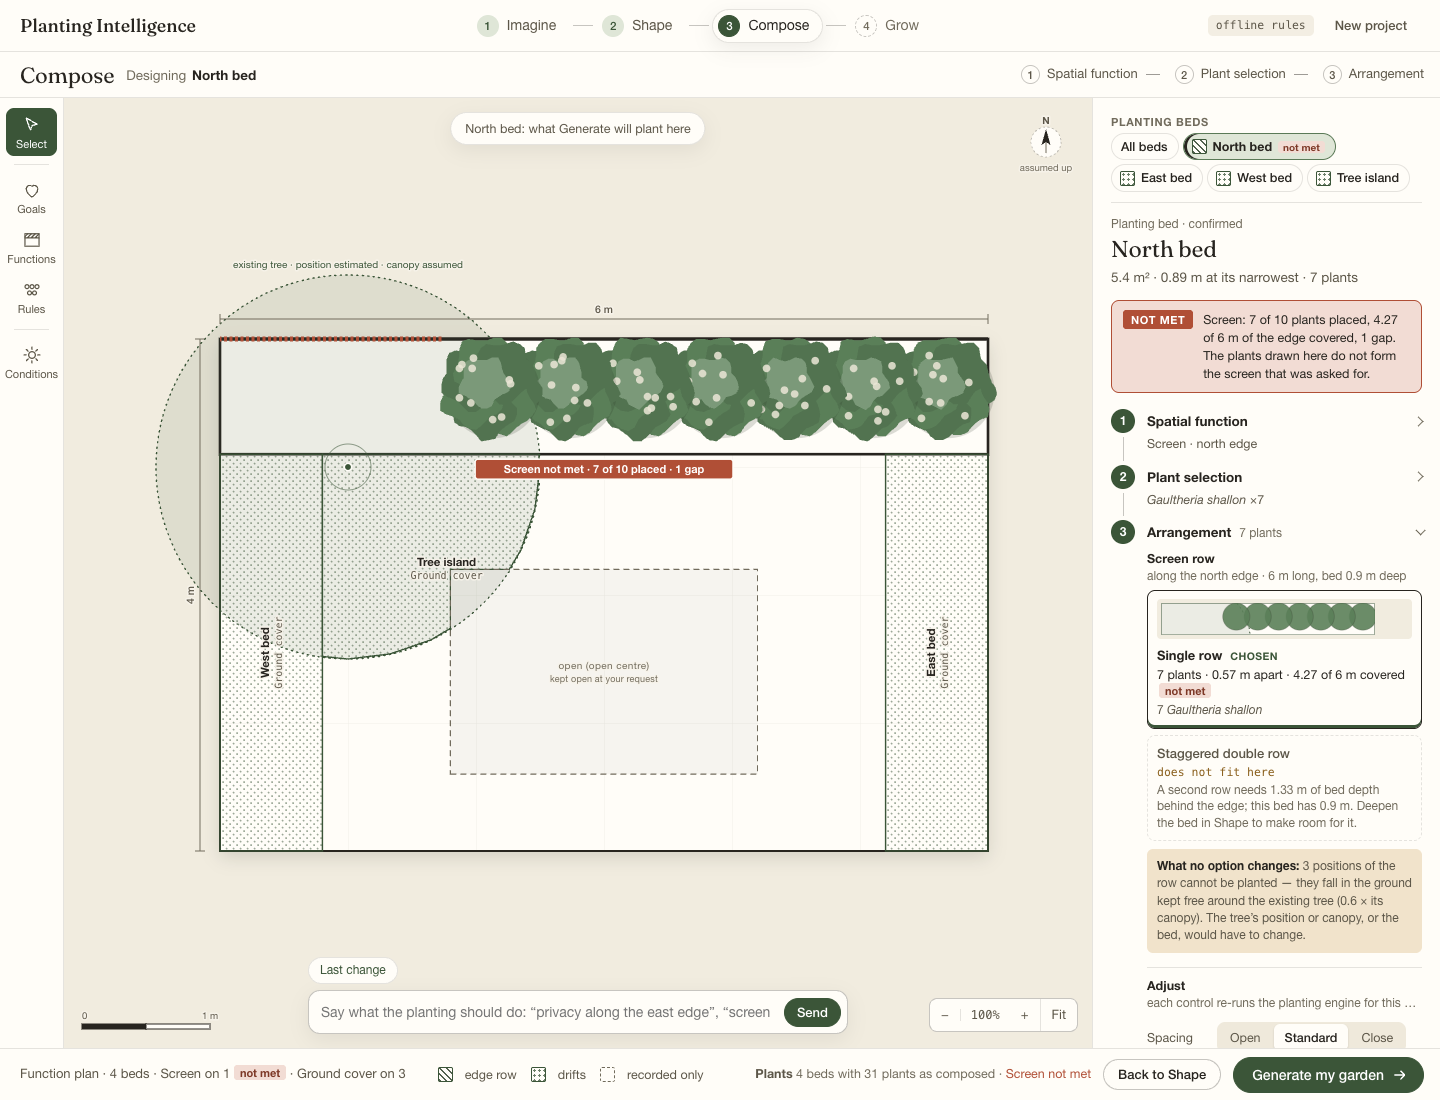 Planting Intelligence
1 Imagine
2 Shape
3 Compose
4 Grow
offline rules
New project
Compose
Designing North bed
1 Spatial function
2 Plant selection
3 Arrangement
Select
Goals
Functions
Rules
Conditions
North bed: what Generate will plant here
N
assumed up
existing tree · position estimated · canopy assumed
6 m
4 m
Screen not met · 7 of 10 placed · 1 gap
Tree island
Ground cover
West bed
Ground cover
East bed
Ground cover
open (open centre)
kept open at your request
Last change
Say what the planting should do: “privacy along the east edge”, “screen
Send
0 1 m
− 100% + Fit
PLANTING BEDS
All beds
North bed not met
East bed
West bed
Tree island
Planting bed · confirmed
North bed
5.4 m² · 0.89 m at its narrowest · 7 plants
NOT MET
Screen: 7 of 10 plants placed, 4.27
of 6 m of the edge covered, 1 gap.
The plants drawn here do not form
the screen that was asked for.
1 Spatial function
Screen · north edge
2 Plant selection
Gaultheria shallon ×7
3 Arrangement 7 plants
Screen row
along the north edge · 6 m long, bed 0.9 m deep
Single row CHOSEN
7 plants · 0.57 m apart · 4.27 of 6 m covered
not met
7 Gaultheria shallon
Staggered double row
does not fit here
A second row needs 1.33 m of bed depth
behind the edge; this bed has 0.9 m. Deepen
the bed in Shape to make room for it.
What no option changes: 3 positions of the
row cannot be planted — they fall in the ground
kept free around the existing tree (0.6 × its
canopy). The tree’s position or canopy, or the
bed, would have to change.
Adjust
each control re-runs the planting engine for this …
Spacing Open Standard Close
Function plan · 4 beds · Screen on 1 not met · Ground cover on 3
edge row
drifts
recorded only
Plants 4 beds with 31 plants as composed · Screen not met
Back to Shape
Generate my garden →